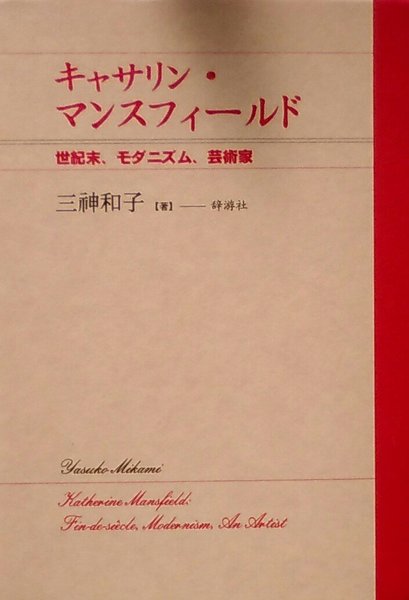 キャサリン・
マンスフィールド
世紀末、モダニズム、芸術家
三神和子【著】――辞游社
Yasuko Mikami
Katherine Mansfield:
Fin-de-siècle, Modernism, An Artist